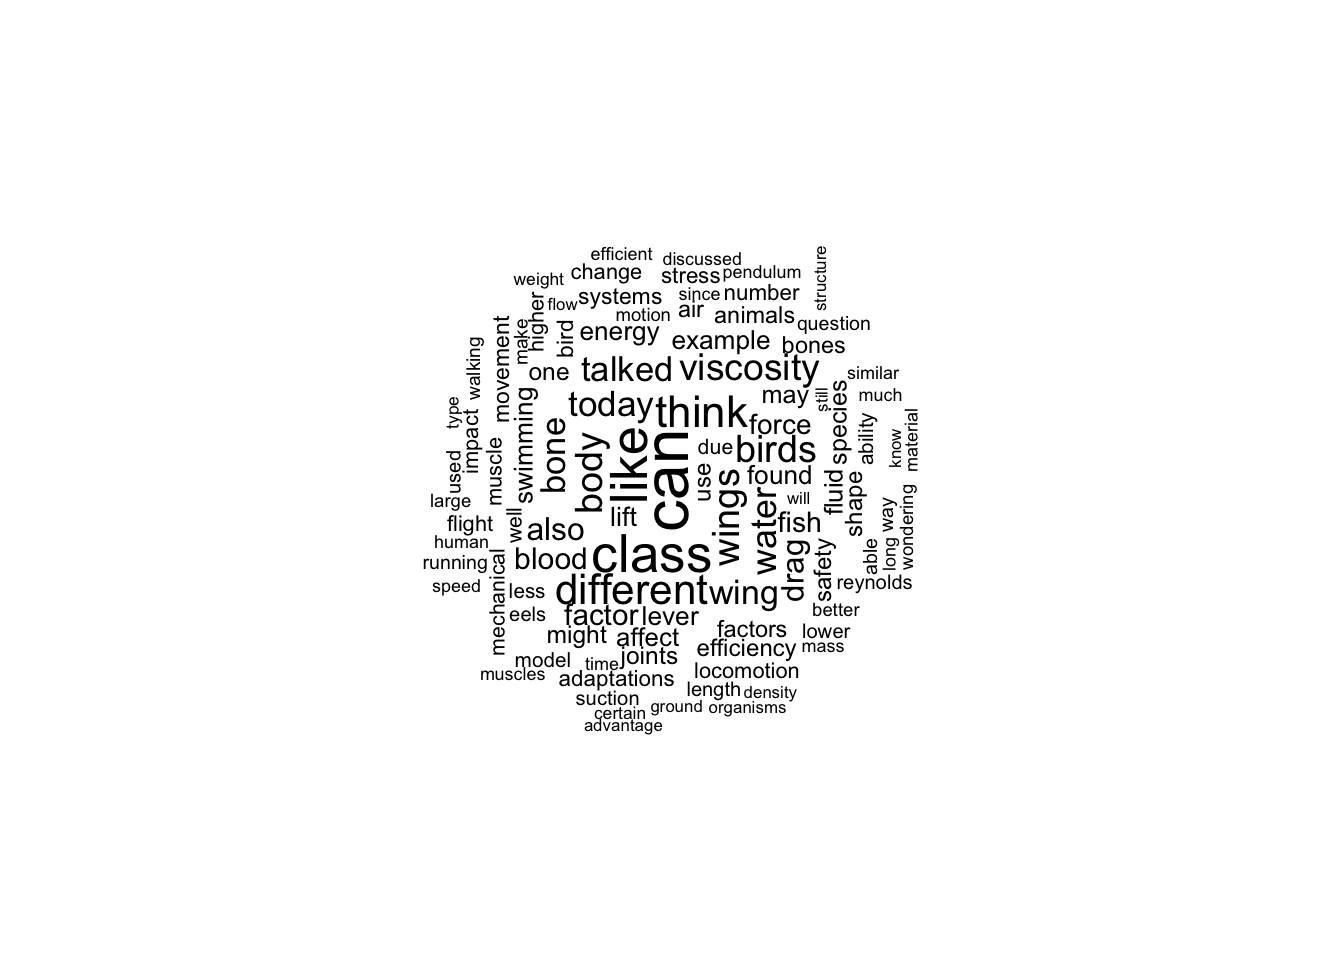 efficient
discussed
weight
change
stress
pendulum
structure
flow
systems
since
number
higher
motion
air
animals
question
make
bird
energy
example
bones
movement
walking
one
talked
viscosity
similar
today
think
may
still
species
much
type
impact
swimming
bone
body
like
can
force
due
birds
ability
know
material
used
muscle
use
found
fluid
shape
large
will
way
wondering
flight
well
also
lift
wings
water
fish
long
human
running
blood
class
drag
safety
able
speed
mechanical
less
different
wing
reynolds
eels
factor
lever
better
might
affect
factors
lower
model
time
joints
efficiency
mass
muscles
adaptations
locomotion
suction
length
density
certain
ground
organisms
advantage